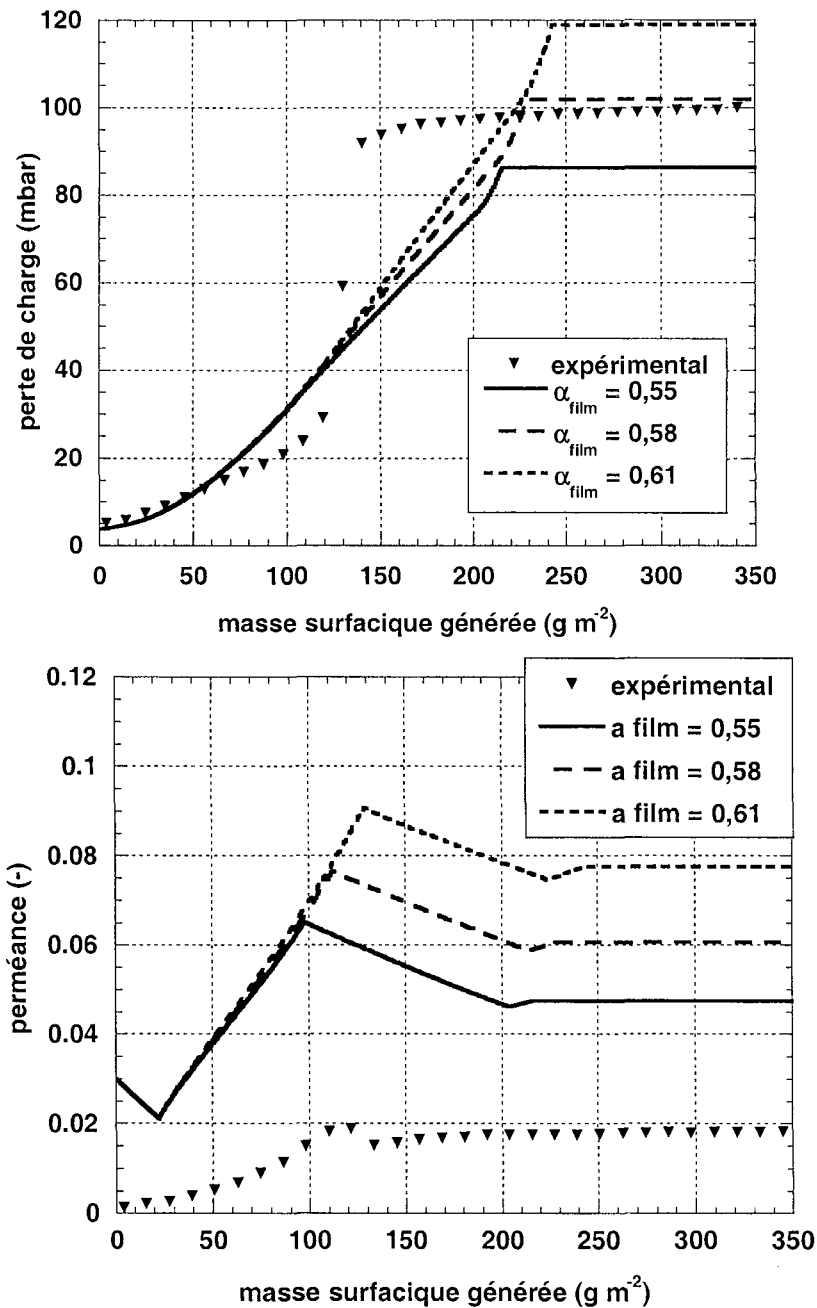 120
100
80
60
40
20
0
perte de charge (mbar)
expérimental
α film = 0,55
α film = 0,58
α film = 0,61
0 50 100 150 200 250 300 350
masse surfacique générée (g m-2)
0.12
0.1
0.08
0.06
0.04
0.02
0
perméance (-)
expérimental
a film = 0,55
a film = 0,58
a film = 0,61
0 50 100 150 200 250 300 350
masse surfacique générée (g m-2)